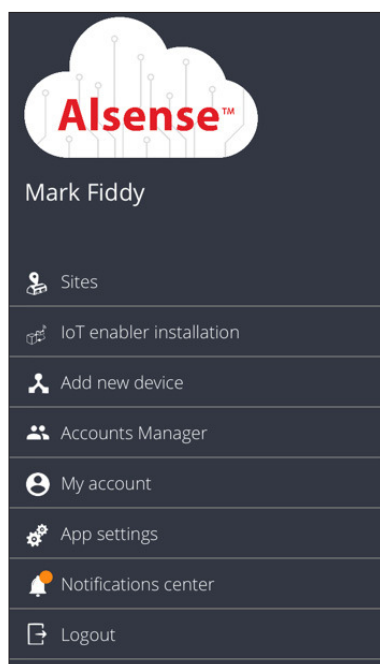 Alsense™
Mark Fiddy
Sites
IoT enabler installation
Add new device
Accounts Manager
My account
App settings
Notifications center
Logout